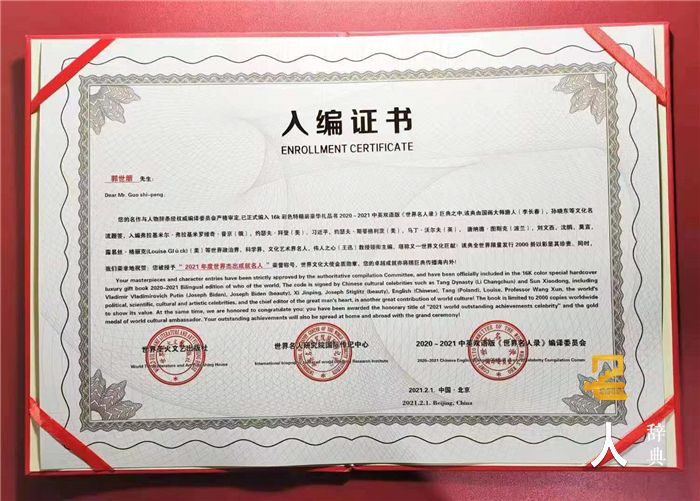 入编证书
ENROLLMENT CERTIFICATE
郭世鹏 先生:
Dear Mr. Guo shi-peng:
您的名作与人物辞条经权威编译委员会严格审定,已正式编入 16k 彩色特精装豪华礼品书 2020-2021 中英双语版《世界名人录》巨典之中,该典由国画大师唐人(李长春)、孙晓东等文化名
流题签、入编弗拉基米尔·弗拉基米罗维奇·普京(俄)、约瑟夫·拜登(美)、习近平、约瑟夫·斯蒂格利茨(美)、马丁·沃尔夫(英)、唐纳德·图斯克(波兰)、刘文西、沈鹏、莫言、
露易丝·格丽克(Louise Glück)(美)等世界政治界、科学界、文化艺术界名人,伟人之心(王迅)教授领衔主编,堪称又一世界文化巨献!该典全世界限量发行 2000 册以彰显其珍贵。同时,
我们荣幸地祝贺:您被授予 "2021 年度世界杰出成就名人" 荣誉称号、世界文化大使金质勋章,您的卓越成就亦将随巨典传播海内外!
Your masterpieces and character entries have been strictly approved by the authoritative compilation Committee, and have been officially included in the 16K color special hardcover
luxury gift book 2020-2021 Bilingual edition of who of the world. The code is signed by Chinese cultural celebrities such as Tang Dynasty (Li Changchun) and Sun Xiaodong, including
Vladimir Vladimirovich Putin (Joseph Biden), Joseph Biden (beauty), Xi Jinping, Joseph Stigitz (beauty), English (Chinese), Tang (Poland), Louise, Professor Wang Xun, the world's
political, scientific, cultural and artistic celebrities, and the chief editor of the great man's heart, is another great contribution of world culture! The book is limited to 2000 copies worldwide
to show its value. At the same time, we are honored to congratulate you: you have been awarded the honorary title of "2021 world outstanding achievements celebrity" and the gold
medal of world cultural ambassador. Your outstanding achievements will also be spread at home and abroad with the grand ceremony!
世界圣火文艺出版社
世界名人研究院国际传记中心
2020-2021 中英双语版《世界名人录》编译委员会
2021.2.1. 中国·北京
2021.2.1. Beijing, China
人
辞典